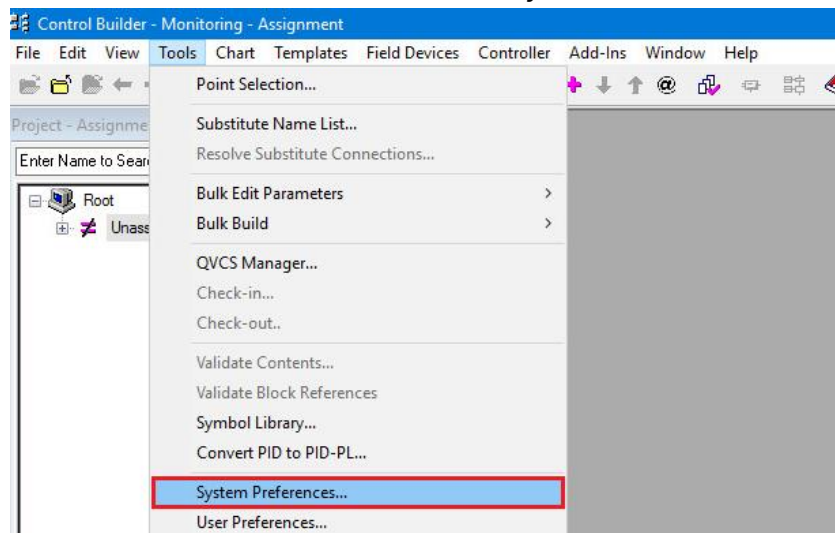 Control Builder - Monitoring - Assignment
File Edit View Tools Chart Templates Field Devices Controller Add-Ins Window Help
Point Selection...
Project - Assignme
Substitute Name List...
Enter Name to Sear
Resolve Substitute Connections...
Root
Bulk Edit Parameters
Unass
Bulk Build
QVCS Manager...
Check-in...
Check-out..
Validate Contents...
Validate Block References
Symbol Library...
Convert PID to PID-PL...
System Preferences...
User Preferences...